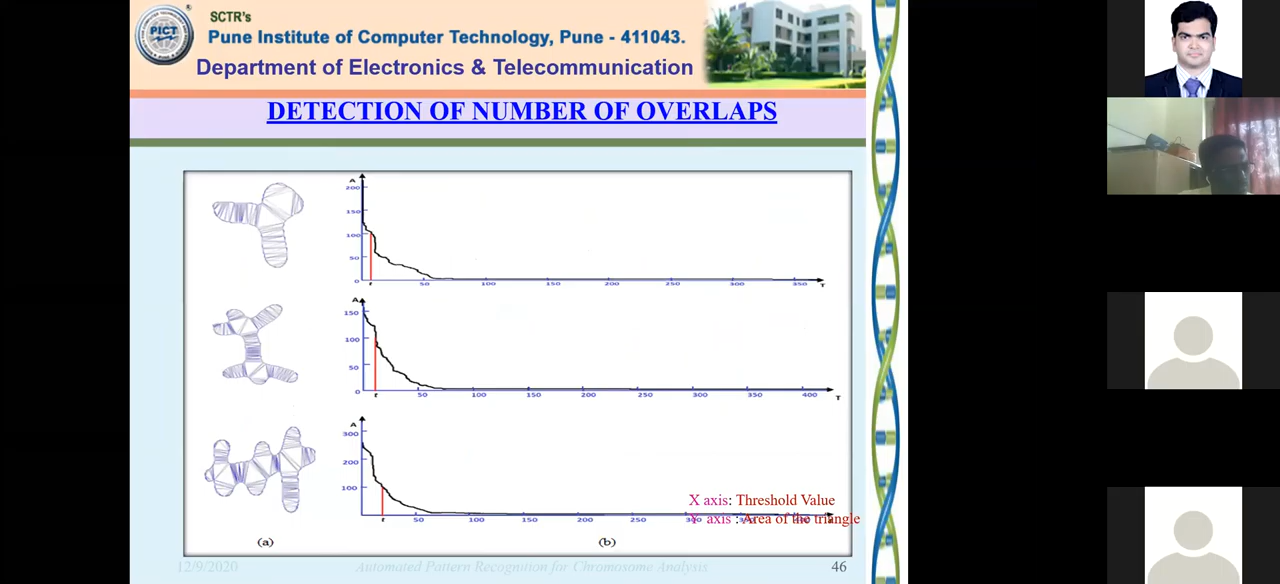 SCTR's
PICT
Pune Institute of Computer Technology, Pune - 411043.
Department of Electronics & Telecommunication
DETECTION OF NUMBER OF OVERLAPS
A
200
150
100
50
0
r
50
100
150
200
250
300
350
T
A
150
100
50
0
r
50
100
150
200
250
300
350
400
T
A
300
200
100
r
50
100
150
200
250
300
X axis: Threshold Value
Y axis : Area of the triangle
(a)
(b)
12/9/2020
Automated Pattern Recognition for Chromosome Analysis
46